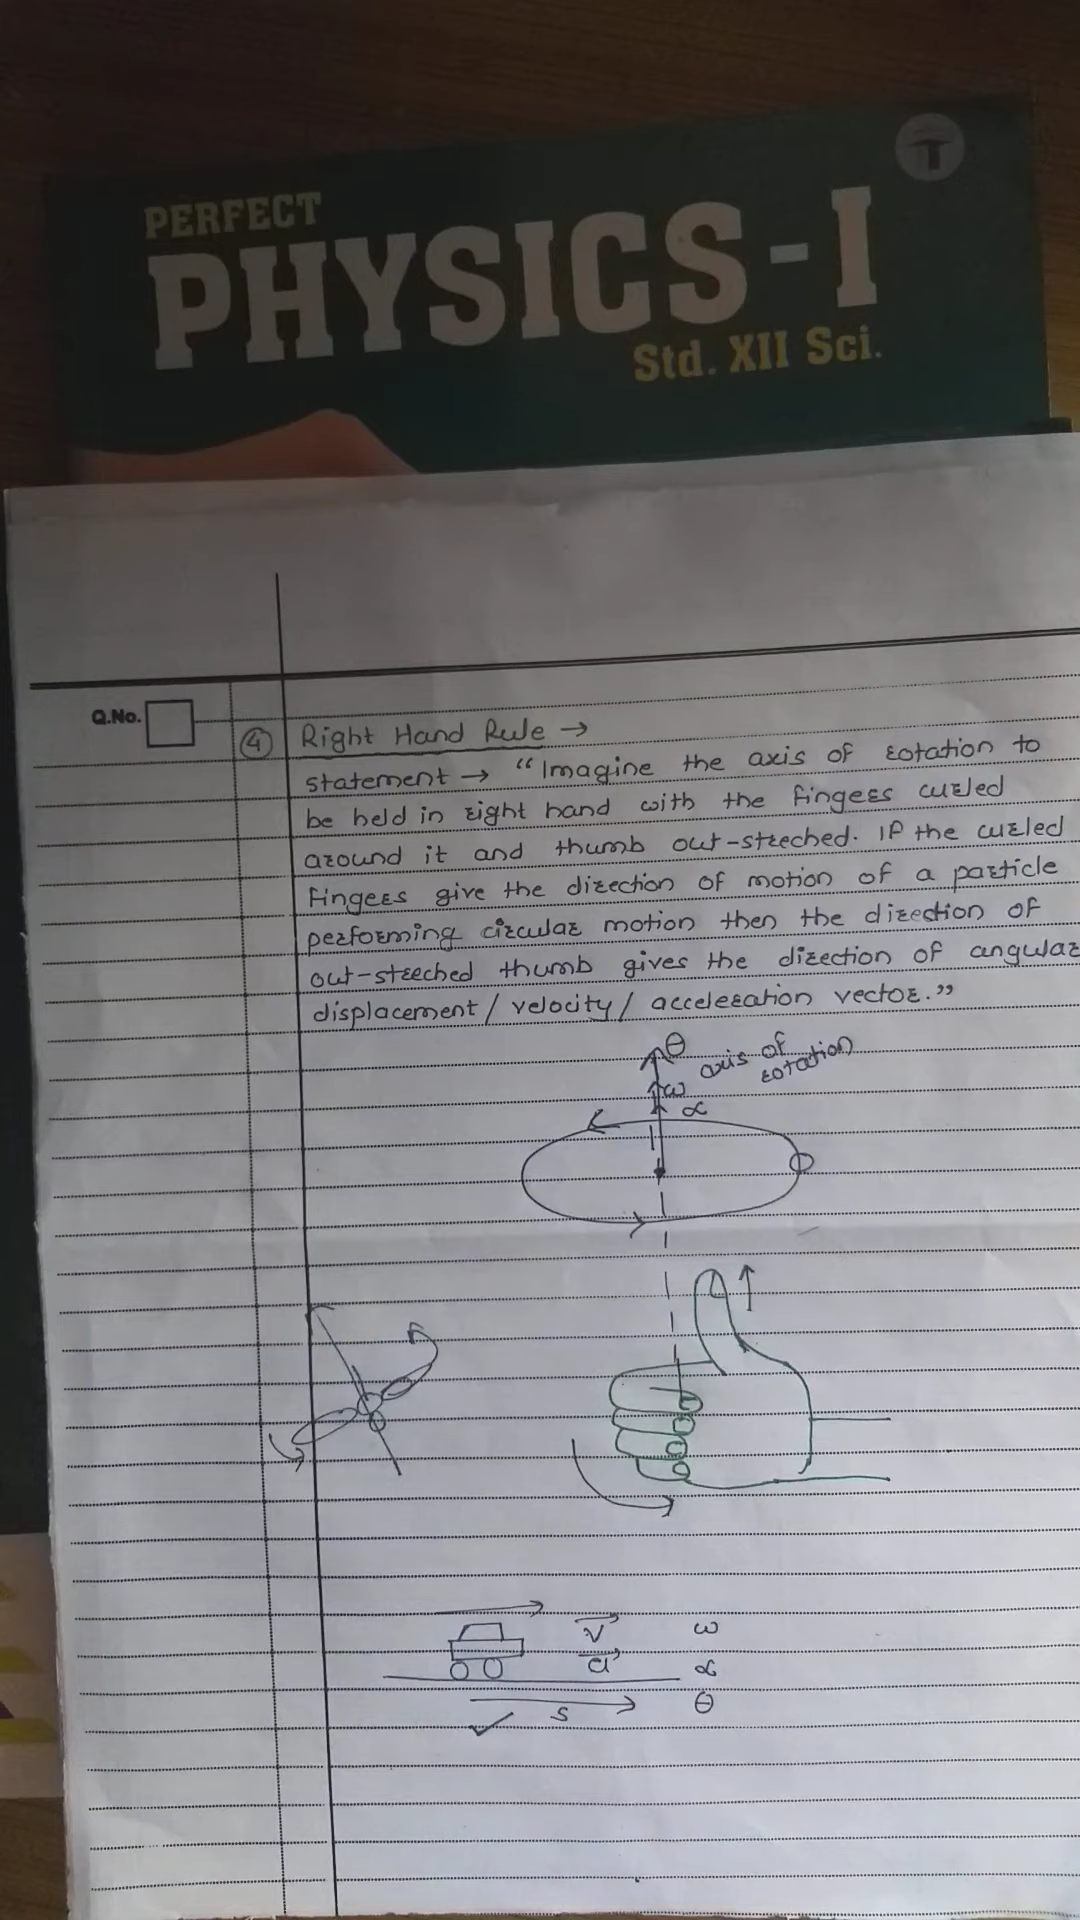 T
PERFECT
PHYSICS-I
Std. XII Sci.
Q.No.
4 Right Hand Rule →
statement → "Imagine the axis of rotation to
be held in right hand with the fingers curled
around it and thumb out-streched. If the curled
fingers give the direction of motion of a particle
performing circular motion then the direction of
out-streched thumb gives the direction of angular
displacement / velocity / acceleration vector."
θ
ω axis of
rotation
α
V ω
a α
s θ